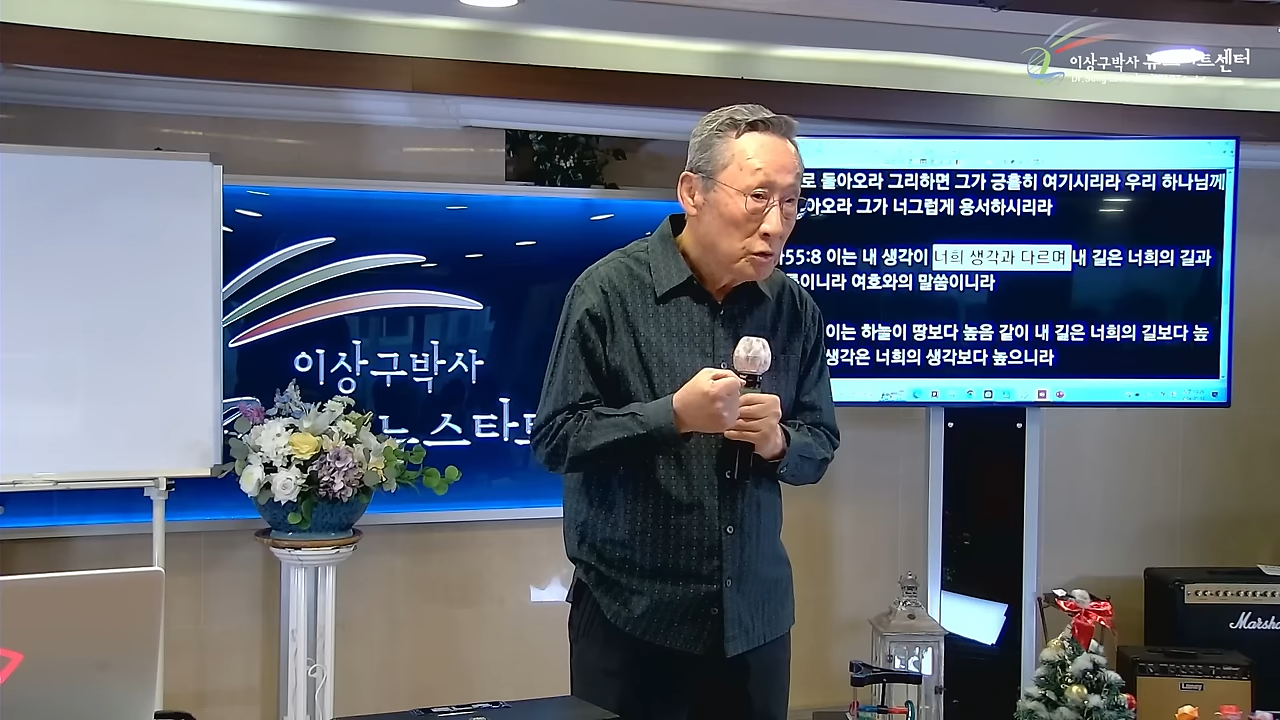 이상구박사
로 돌아오라 그리하면 그가 긍휼히 여기시리라 우리 하나님께
아오라 그가 너그럽게 용서하시리라
55:8 이는 내 생각이 너희 생각과 다르며 내 길은 너희의 길과
이니라 여호와의 말씀이니라
이는 하늘이 땅보다 높음 같이 내 길은 너희의 길보다 높
생각은 너희의 생각보다 높으니라
이상구박사
뉴스타트
Marshall
Laney